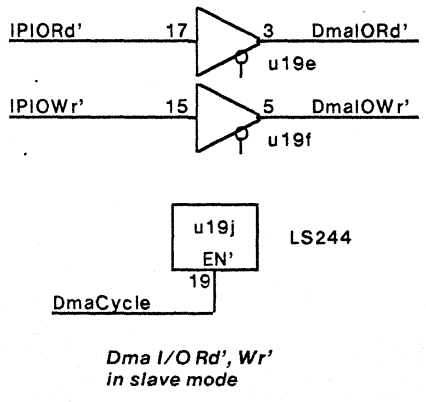 IPIORd' 17 3 DmaIORd'
u19e
IPIOWr' 15 5 DmaIOWr'
u19f
u19j LS244
EN'
19
DmaCycle
Dma I/O Rd', Wr'
in slave mode